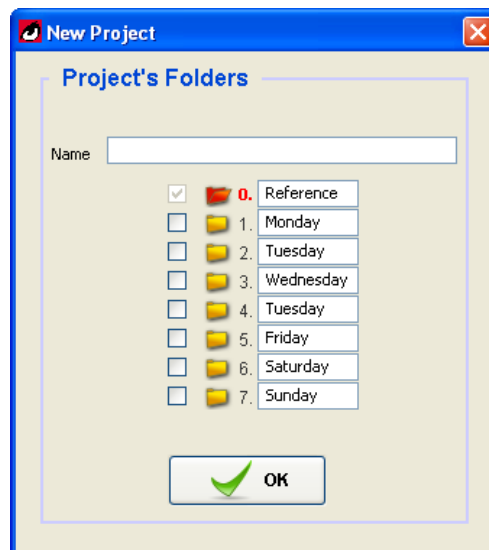 New Project
Project's Folders
Name
0. Reference
1. Monday
2. Tuesday
3. Wednesday
4. Tuesday
5. Friday
6. Saturday
7. Sunday
OK